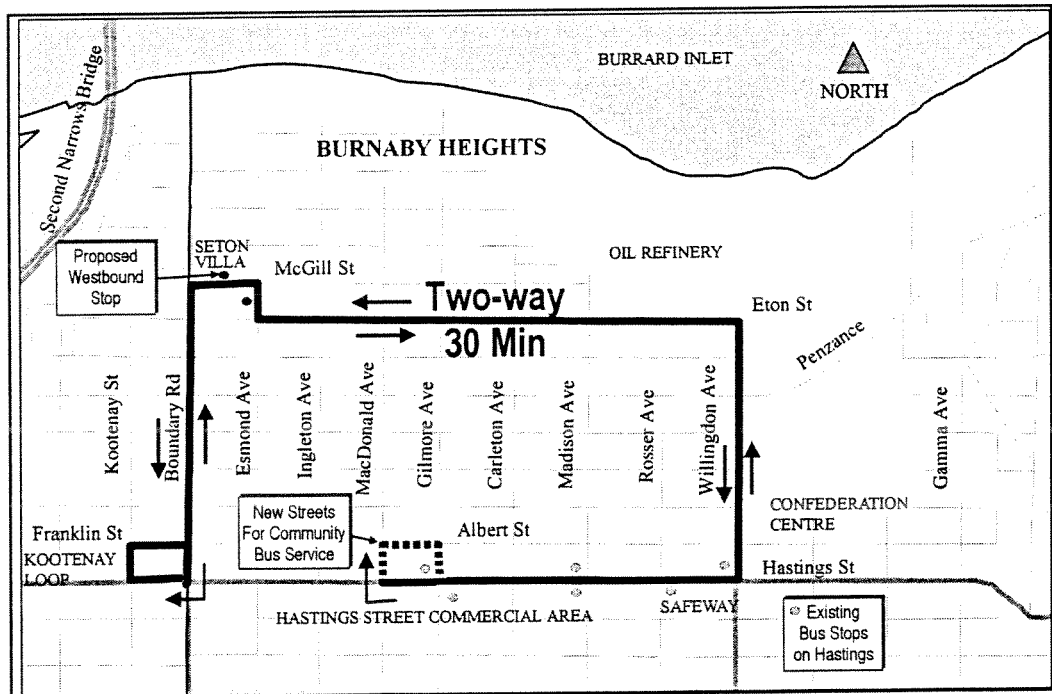 BURRARD INLET
NORTH
Second Narrows Bridge
BURNABY HEIGHTS
SETON
VILLA
OIL REFINERY
Proposed
Westbound
Stop
McGill St
Two-way
30 Min
Eton St
Penzance
Kootenay St
Boundary Rd
Esmond Ave
Ingleton Ave
MacDonald Ave
Gilmore Ave
Carleton Ave
Madison Ave
Rosser Ave
Willingdon Ave
Gamma Ave
New Streets
For Community
Bus Service
CONFEDERATION
CENTRE
Franklin St
Albert St
KOOTENAY
LOOP
Hastings St
HASTINGS STREET COMMERCIAL AREA
SAFEWAY
Existing
Bus Stops
on Hastings